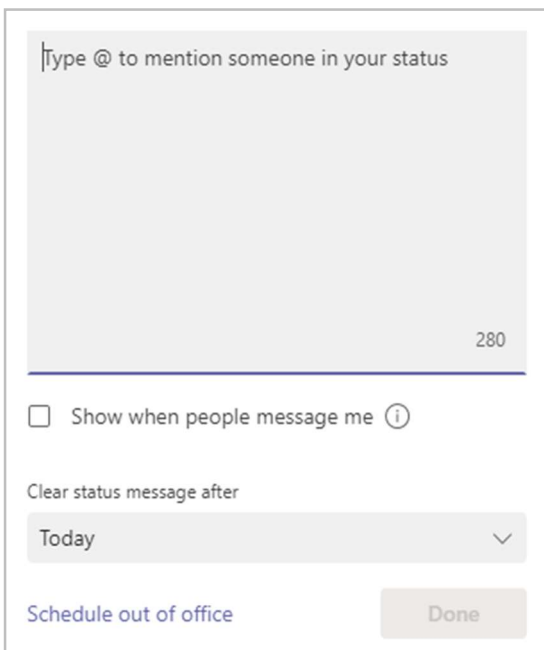 Type @ to mention someone in your status
280
Show when people message me
Clear status message after
Today
Schedule out of office
Done